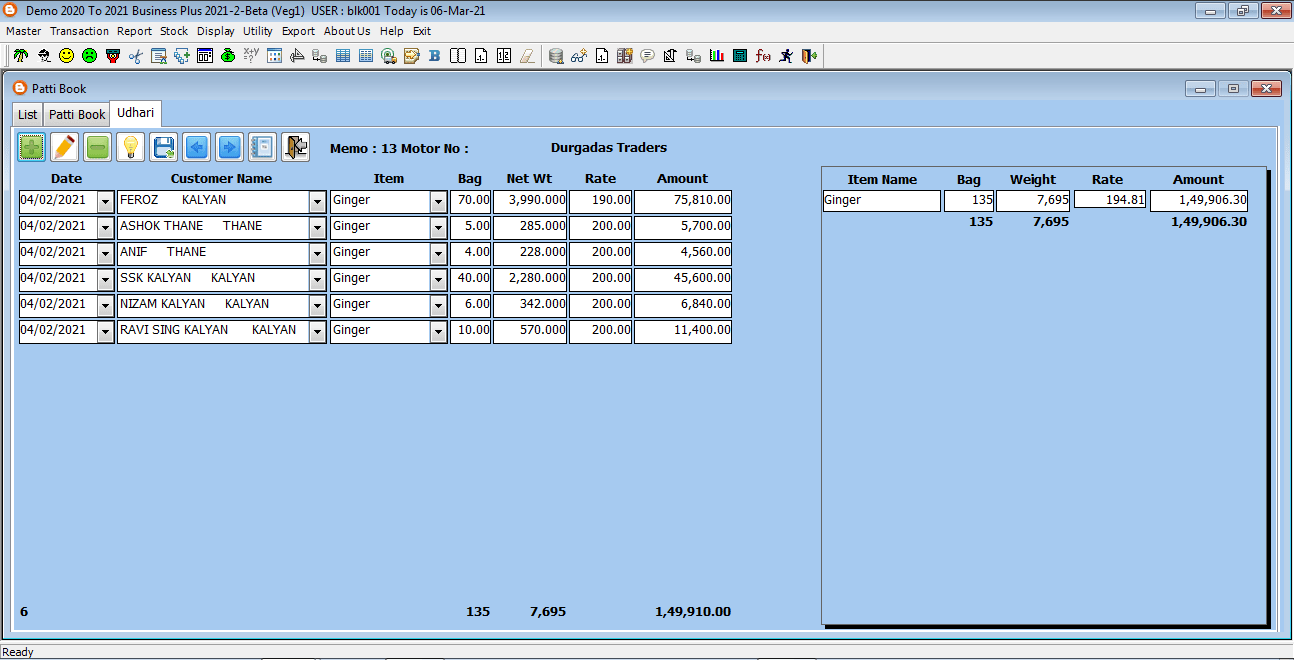 Demo 2020 To 2021 Business Plus 2021-2-Beta (Veg1) USER : blk001 Today is 06-Mar-21
Master Transaction Report Stock Display Utility Export About Us Help Exit
Patti Book
List Patti Book Udhari
Memo : 13 Motor No : Durgadas Traders
Date Customer Name Item Bag Net Wt Rate Amount
04/02/2021 FEROZ KALYAN Ginger 70.00 3,990.000 190.00 75,810.00
04/02/2021 ASHOK THANE THANE Ginger 5.00 285.000 200.00 5,700.00
04/02/2021 ANIF THANE Ginger 4.00 228.000 200.00 4,560.00
04/02/2021 SSK KALYAN KALYAN Ginger 40.00 2,280.000 200.00 45,600.00
04/02/2021 NIZAM KALYAN KALYAN Ginger 6.00 342.000 200.00 6,840.00
04/02/2021 RAVI SING KALYAN KALYAN Ginger 10.00 570.000 200.00 11,400.00
6 135 7,695 1,49,910.00
Item Name Bag Weight Rate Amount
Ginger 135 7,695 194.81 1,49,906.30
135 7,695 1,49,906.30
Ready